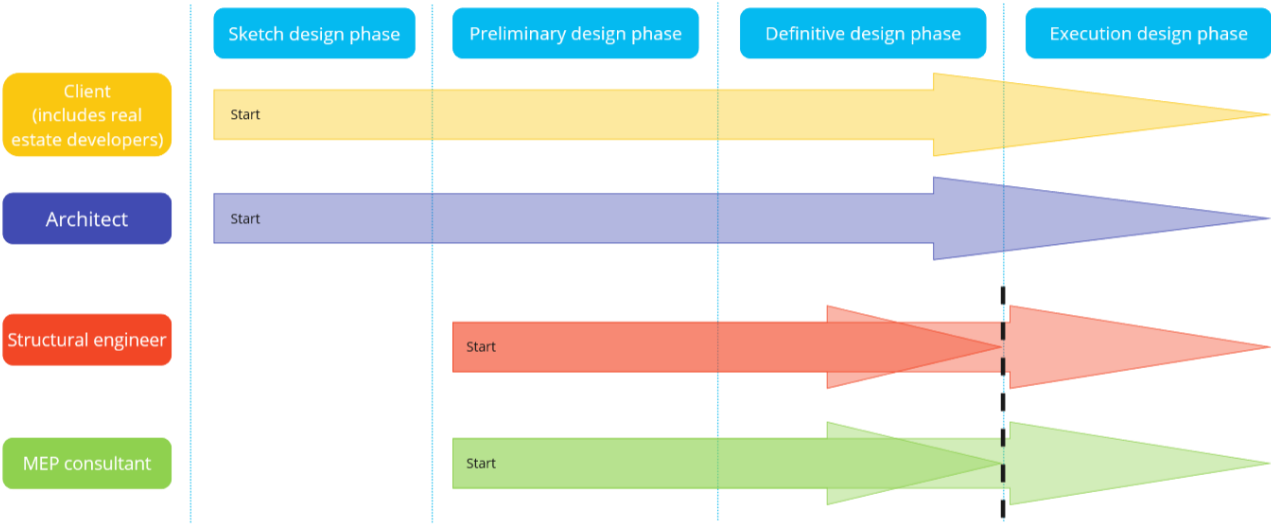 Sketch design phase
Preliminary design phase
Definitive design phase
Execution design phase
Client
(includes real
estate developers)
Start
Architect
Start
Structural engineer
Start
MEP consultant
Start